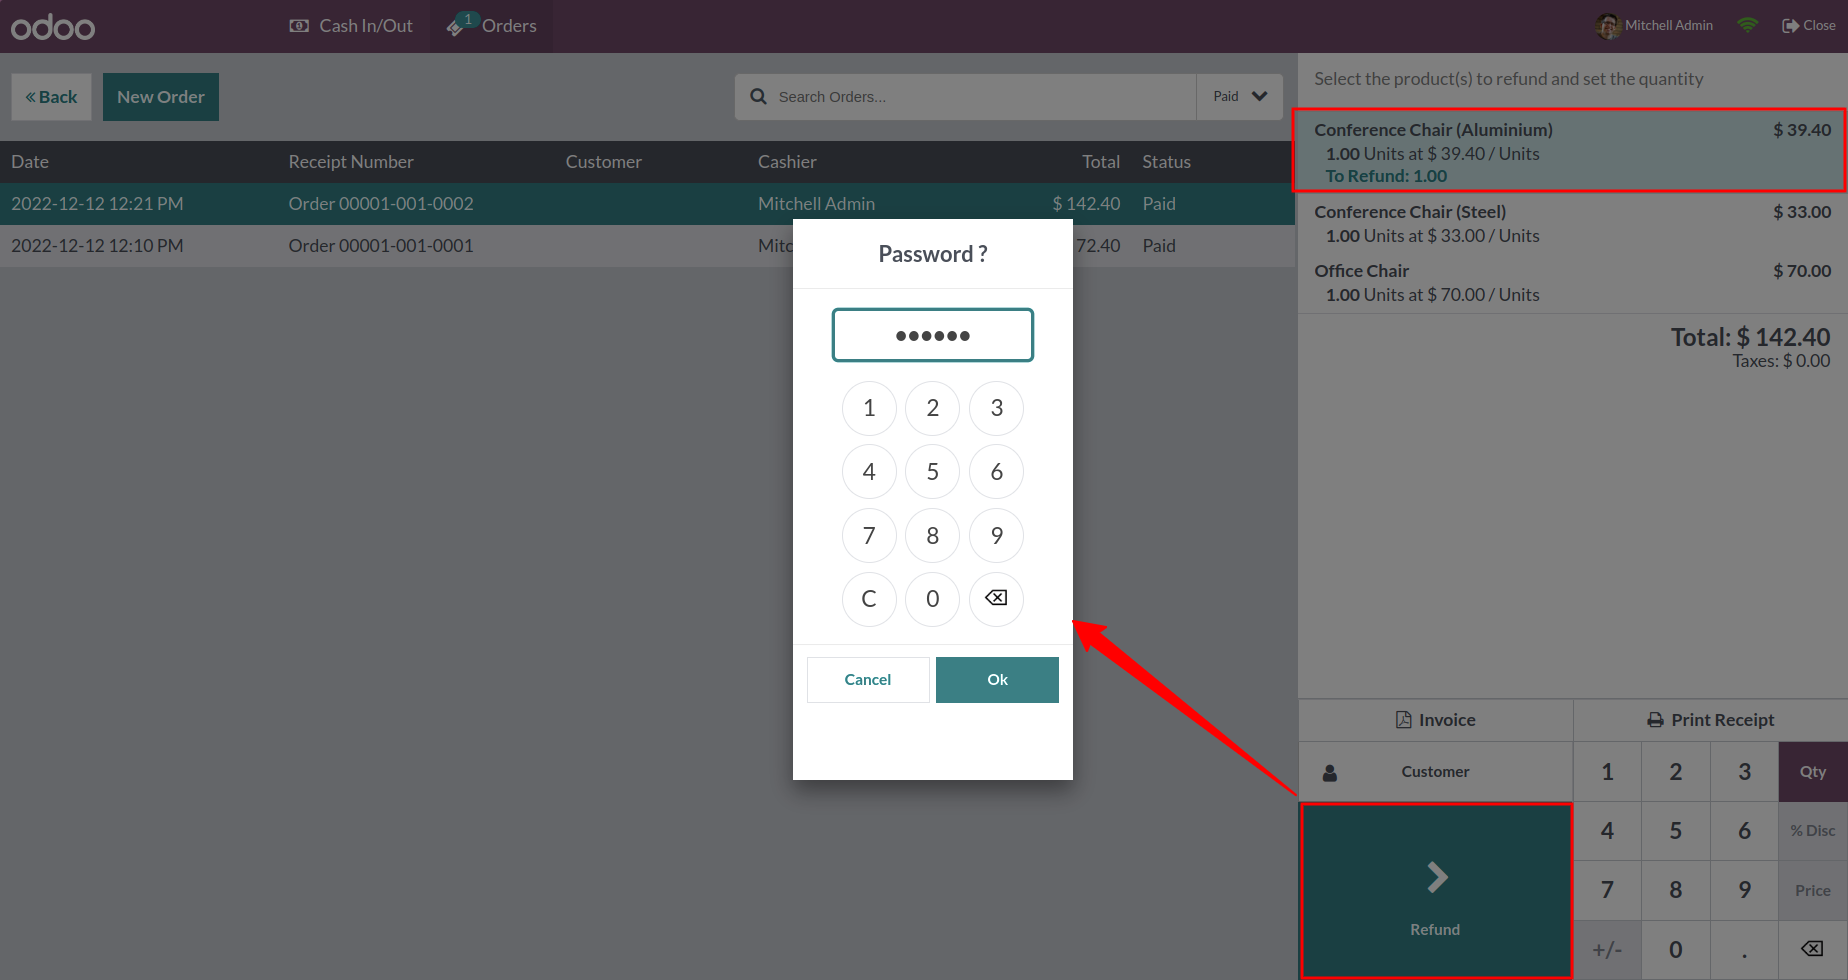 odoo
Cash In/Out
1
Orders
Mitchell Admin
Close
Back
New Order
Search Orders...
Paid
Date Receipt Number Customer Cashier Total Status
2022-12-12 12:21 PM Order 00001-001-0002 Mitchell Admin $ 142.40 Paid
2022-12-12 12:10 PM Order 00001-001-0001 Mitc 72.40 Paid
Password ?
1 2 3
4 5 6
7 8 9
C 0
Cancel Ok
Select the product(s) to refund and set the quantity
Conference Chair (Aluminium) $ 39.40
1.00 Units at $ 39.40 / Units
To Refund: 1.00
Conference Chair (Steel) $ 33.00
1.00 Units at $ 33.00 / Units
Office Chair $ 70.00
1.00 Units at $ 70.00 / Units
Total: $ 142.40
Taxes: $ 0.00
Invoice Print Receipt
Customer
Refund
1 2 3 Qty
4 5 6 % Disc
7 8 9 Price
+/- 0 .